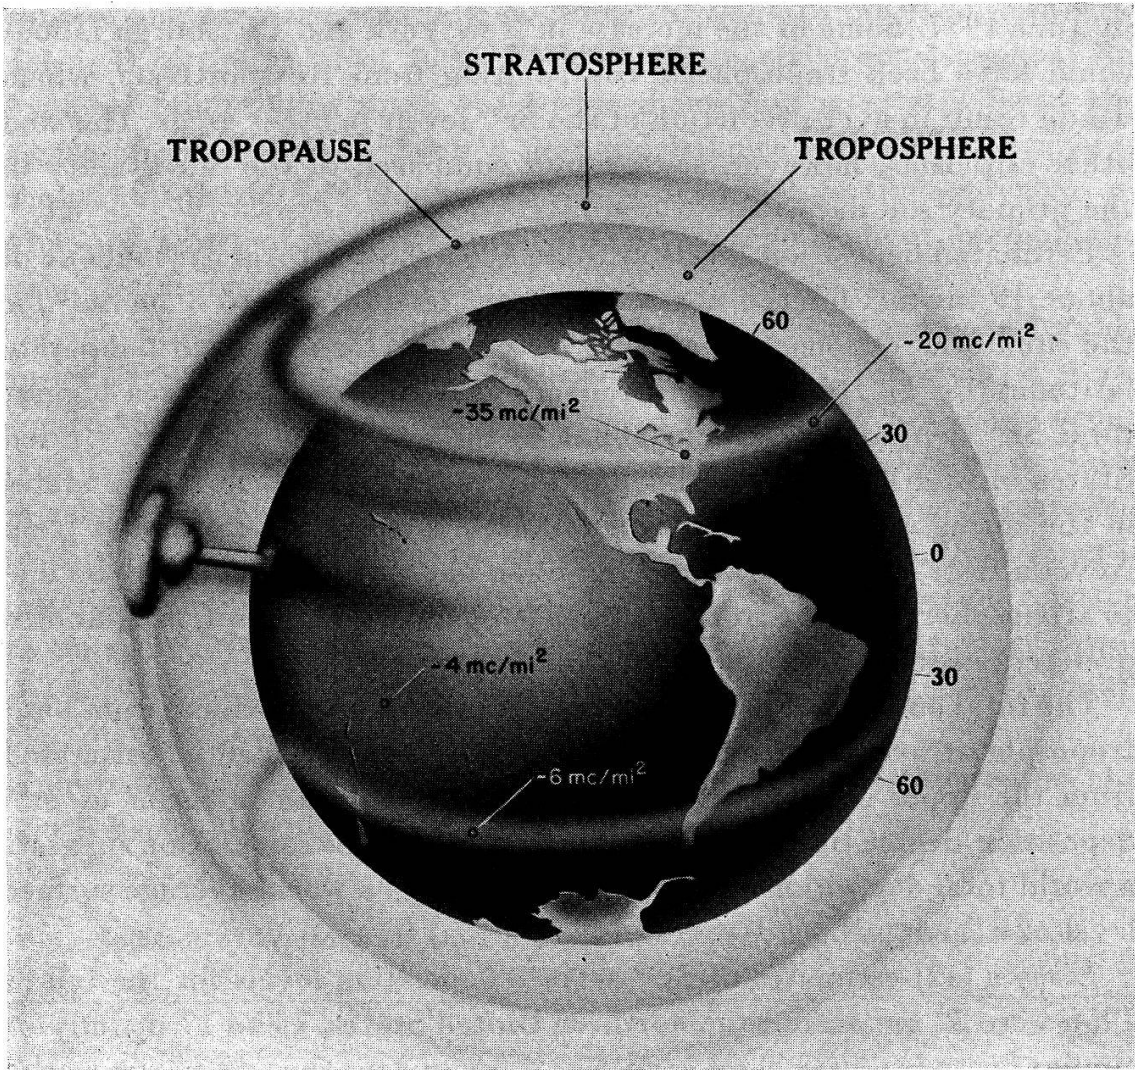 STRATOSPHERE
TROPOPAUSE
TROPOSPHERE
60
~20 mc/mi²
~35 mc/mi²
30
0
~4 mc/mi²
30
~6 mc/mi²
60